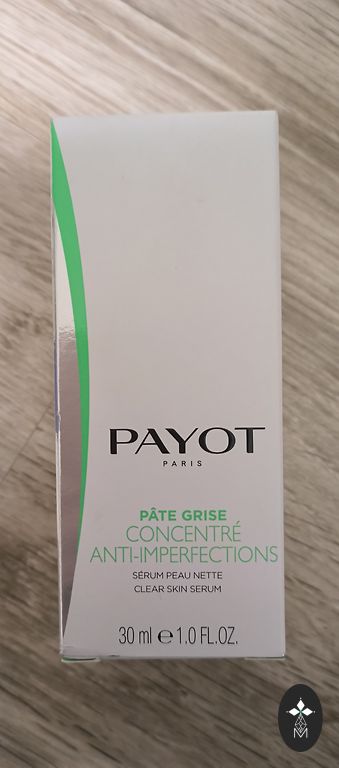 PAYOT
PARIS
PÂTE GRISE
CONCENTRÉ
ANTI-IMPERFECTIONS
SÉRUM PEAU NETTE
CLEAR SKIN SERUM
30 ml ℮ 1.0 FL.OZ.
M